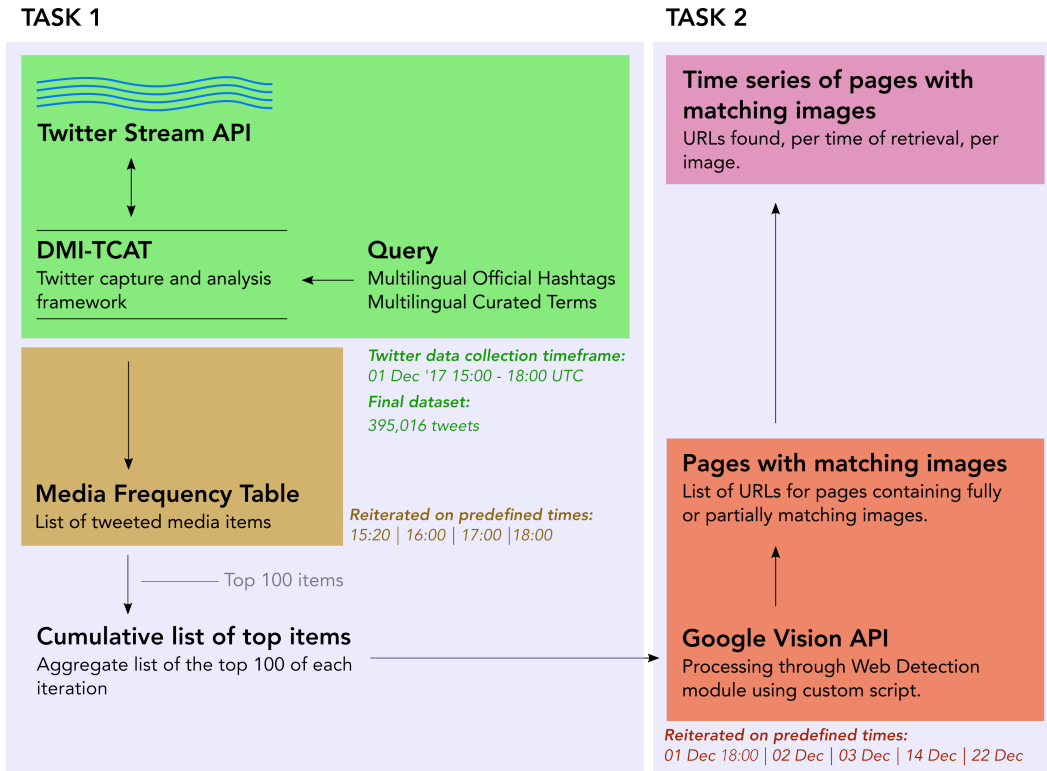 TASK 1
Twitter Stream API
DMI-TCAT
Twitter capture and analysis
framework
Query
Multilingual Official Hashtags
Multilingual Curated Terms
Twitter data collection timeframe:
01 Dec '17 15:00 - 18:00 UTC
Final dataset:
395,016 tweets
Media Frequency Table
List of tweeted media items
Reiterated on predefined times:
15:20 | 16:00 | 17:00 |18:00
Top 100 items
Cumulative list of top items
Aggregate list of the top 100 of each
iteration
TASK 2
Time series of pages with
matching images
URLs found, per time of retrieval, per
image.
Pages with matching images
List of URLs for pages containing fully
or partially matching images.
Google Vision API
Processing through Web Detection
module using custom script.
Reiterated on predefined times:
01 Dec 18:00 | 02 Dec | 03 Dec | 14 Dec | 22 Dec